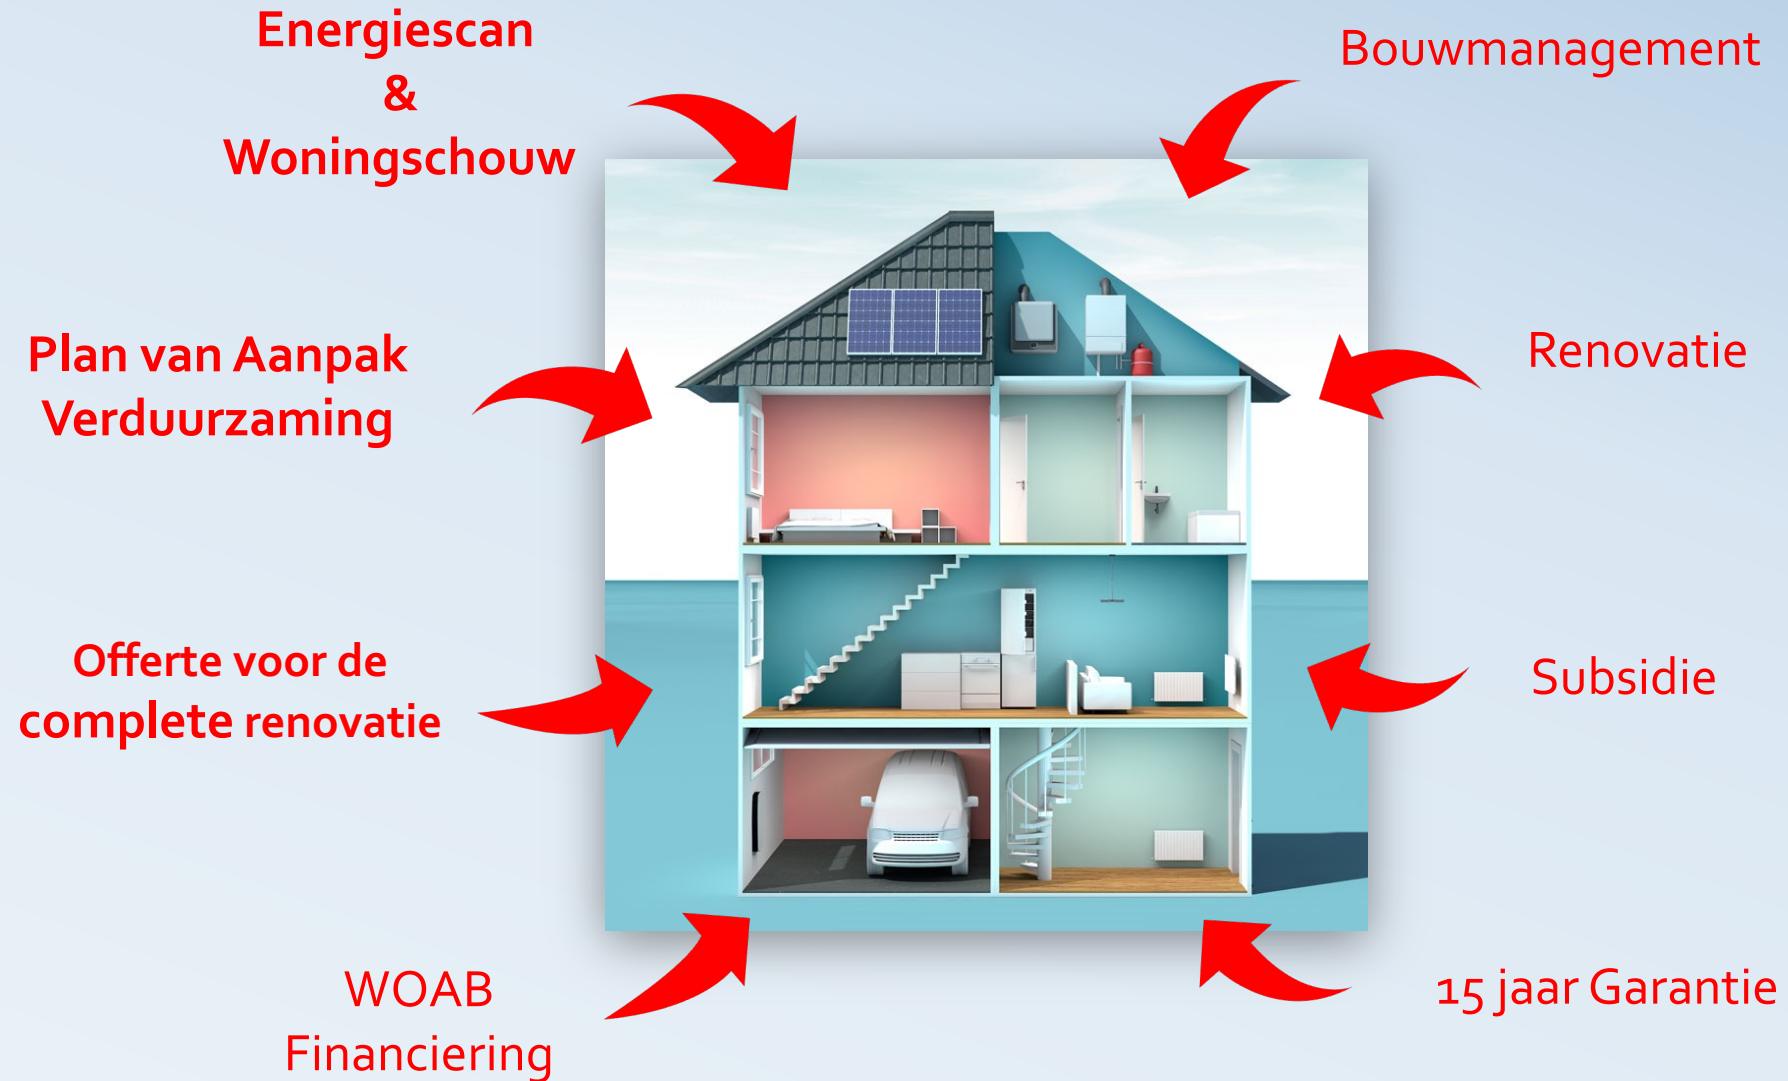 Energiescan
&
Woningschouw
Plan van Aanpak
Verduurzaming
Offerte voor de
complete renovatie
WOAB
Financiering
Bouwmanagement
Renovatie
Subsidie
15 jaar Garantie